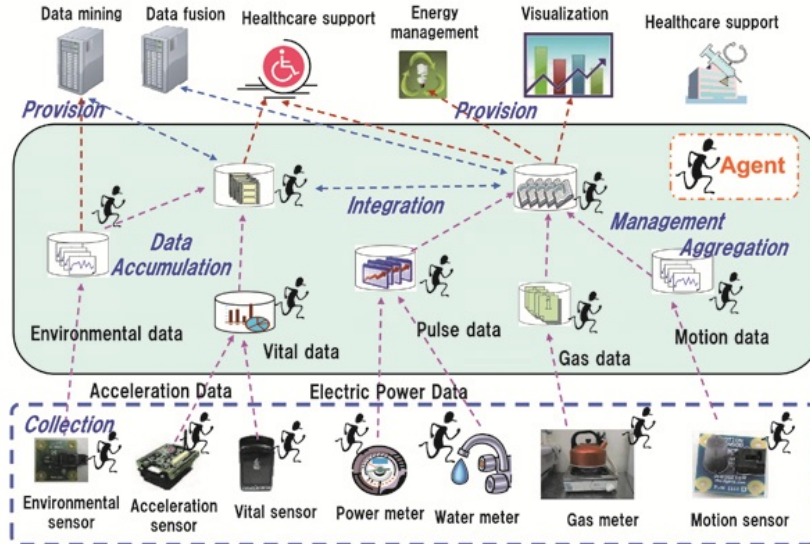 Data mining
Data fusion
Healthcare support
Energy
management
Visualization
Healthcare support
Provision
Provision
Agent
Integration
Management
Aggregation
Data
Accumulation
Environmental data
Vital data
Pulse data
Gas data
Motion data
Acceleration Data
Electric Power Data
Collection
Environmental
sensor
Acceleration
sensor
Vital sensor
Power meter
Water meter
Gas meter
Motion sensor